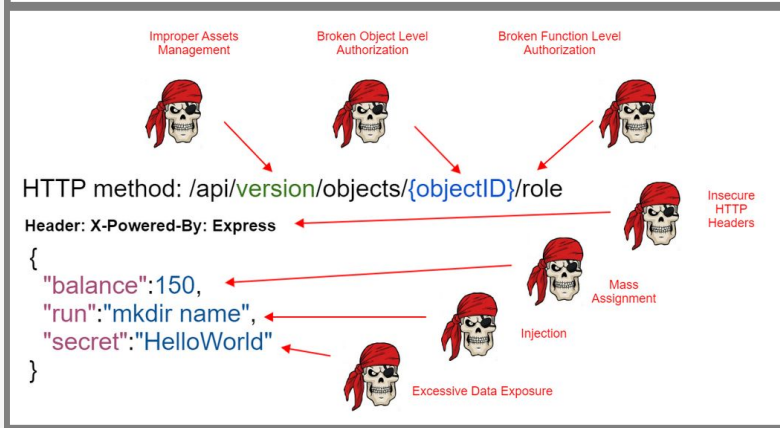 Improper Assets
Management
Broken Object Level
Authorization
Broken Function Level
Authorization
HTTP method: /api/version/objects/{objectID}/role
Insecure
HTTP
Headers
Header: X-Powered-By: Express
{
"balance":150,
Mass
Assignment
"run":"mkdir name",
Injection
"secret":"HelloWorld"
}
Excessive Data Exposure